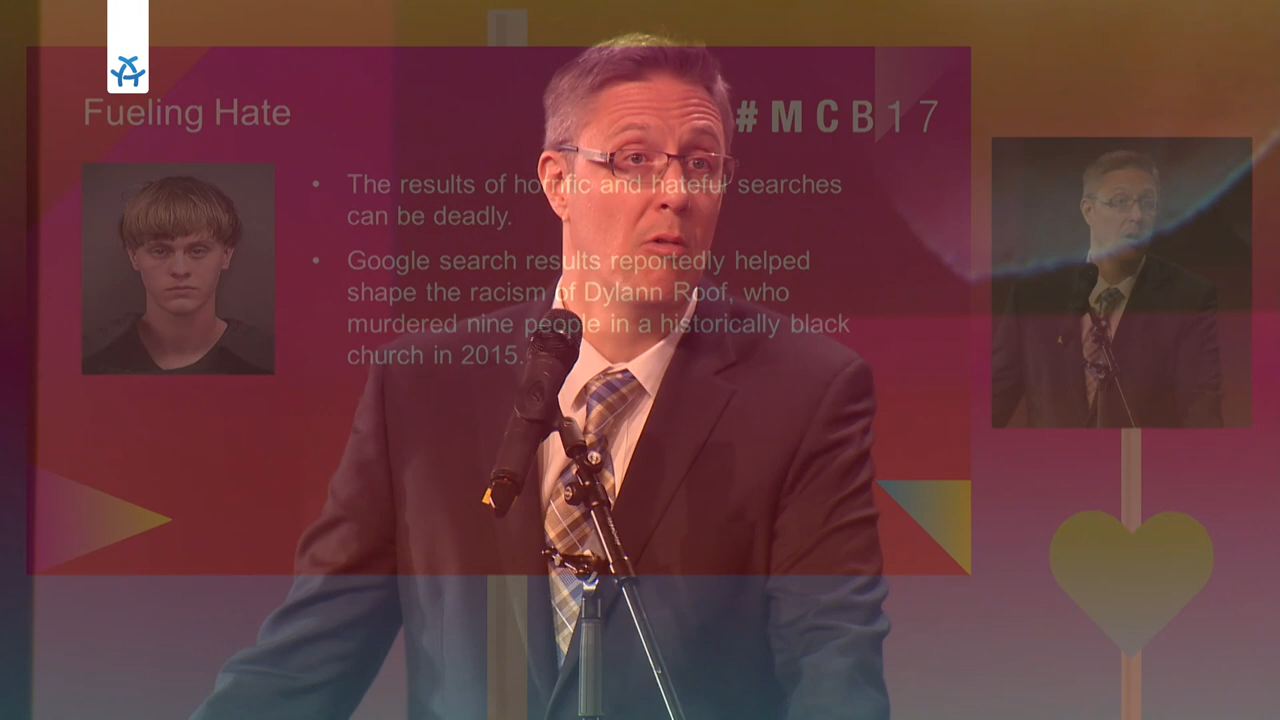 Fueling Hate
#MCB17
• The results of horrific and hateful searches
can be deadly.
• Google search results reportedly helped
shape the racism of Dylann Roof, who
murdered nine people in a historically black
church in 2015.